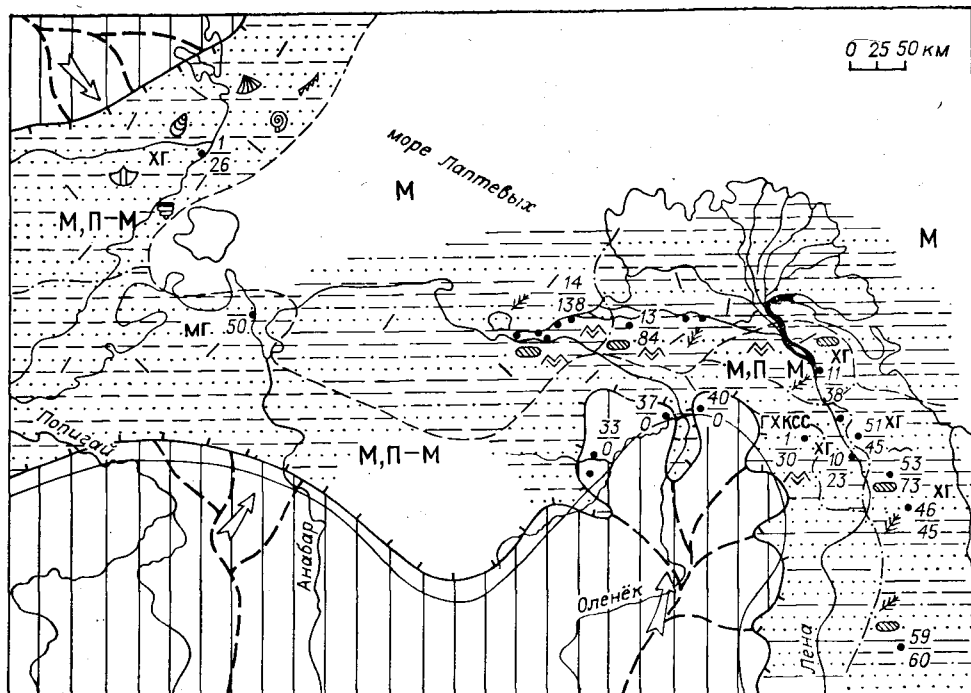 0 25 50 км
1
ХГ 26
М, П-М
море Лаптевых
М
М
14
138
13
84
МГ
50
М, П-М
ХГ
11
38
37
0
40
0
33
0
М, П-М
ГХКСС
1
30
ХГ
10
23
51 ХГ
45
53
73
ХГ
46
45
59
60
Попигай
Анабар
Оленёк
Лена